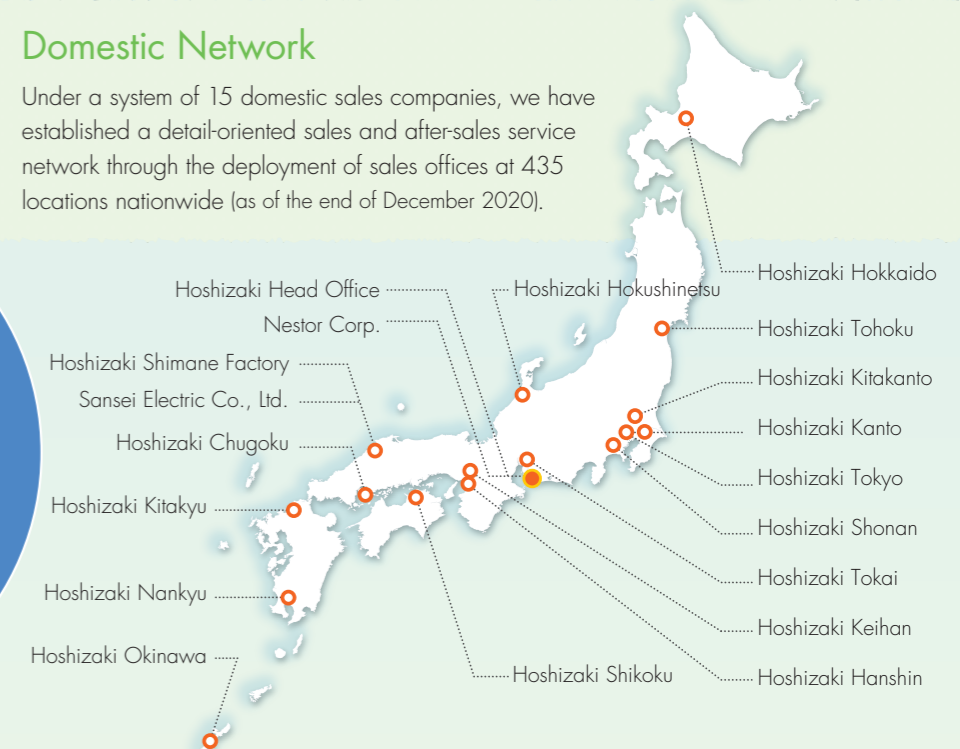 Domestic Network
Under a system of 15 domestic sales companies, we have
established a detail-oriented sales and after-sales service
network through the deployment of sales offices at 435
locations nationwide (as of the end of December 2020).
Hoshizaki Head Office
Nestor Corp.
Hoshizaki Shimane Factory
Sansei Electric Co., Ltd.
Hoshizaki Chugoku
Hoshizaki Kitakyu
Hoshizaki Nankyu
Hoshizaki Okinawa
Hoshizaki Hokushinetsu
Hoshizaki Hokkaido
Hoshizaki Tohoku
Hoshizaki Kitakanto
Hoshizaki Kanto
Hoshizaki Tokyo
Hoshizaki Shonan
Hoshizaki Tokai
Hoshizaki Keihan
Hoshizaki Hanshin
Hoshizaki Shikoku